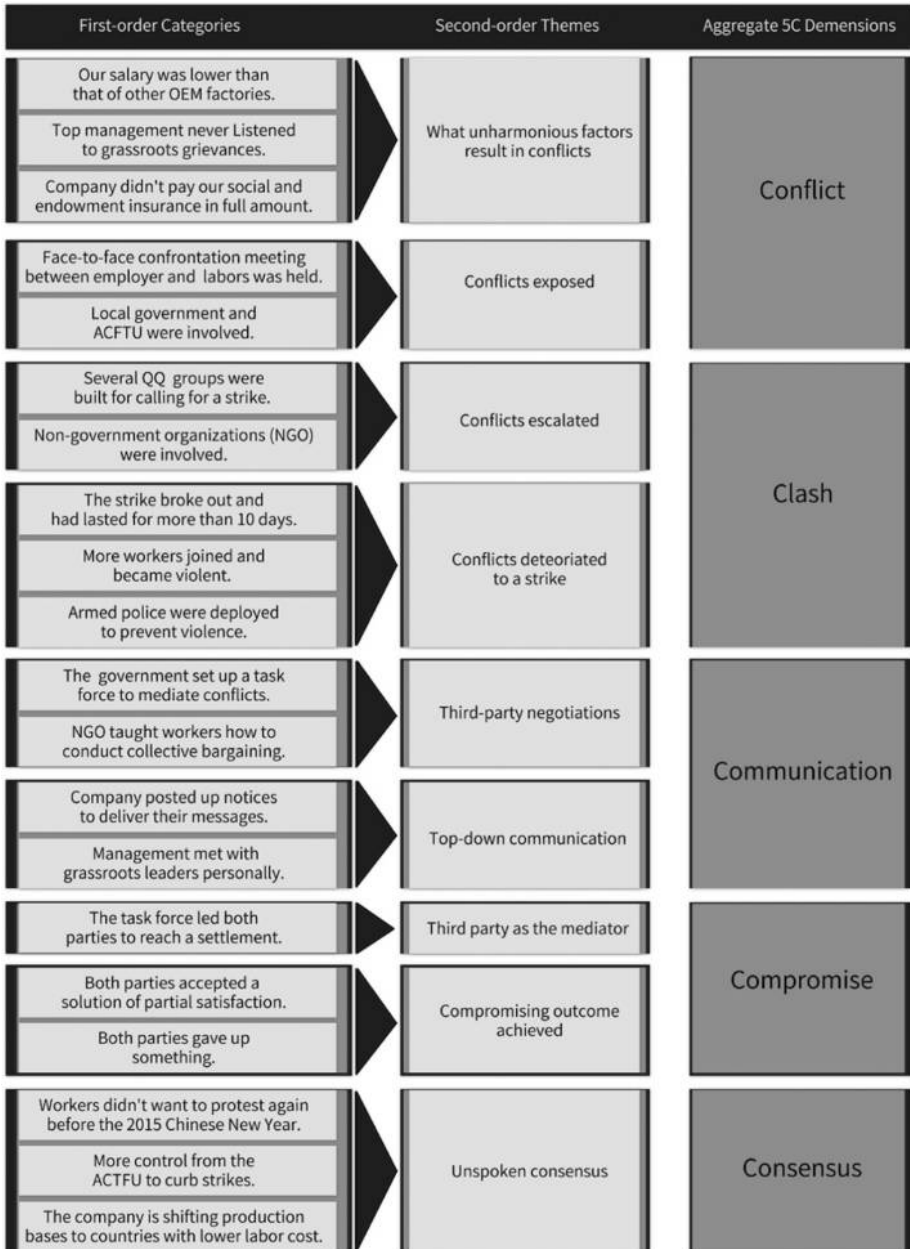 First-order Categories
Second-order Themes
Aggregate 5C Demensions
Our salary was lower than
that of other OEM factories.
Top management never Listened
to grassroots grievances.
Company didn't pay our social and
endowment insurance in full amount.
What unharmonious factors
result in conflicts
Conflict
Face-to-face confrontation meeting
between employer and labors was held.
Local government and
ACFTU were involved.
Conflicts exposed
Several QQ groups were
built for calling for a strike.
Non-government organizations (NGO)
were involved.
Conflicts escalated
Clash
The strike broke out and
had lasted for more than 10 days.
More workers joined and
became violent.
Armed police were deployed
to prevent violence.
Conflicts deteoriated
to a strike
The government set up a task
force to mediate conflicts.
NGO taught workers how to
conduct collective bargaining.
Third-party negotiations
Communication
Company posted up notices
to deliver their messages.
Management met with
grassroots leaders personally.
Top-down communication
The task force led both
parties to reach a settlement.
Third party as the mediator
Compromise
Both parties accepted a
solution of partial satisfaction.
Both parties gave up
something.
Compromising outcome
achieved
Workers didn't want to protest again
before the 2015 Chinese New Year.
More control from the
ACTFU to curb strikes.
The company is shifting production
bases to countries with lower labor cost.
Unspoken consensus
Consensus